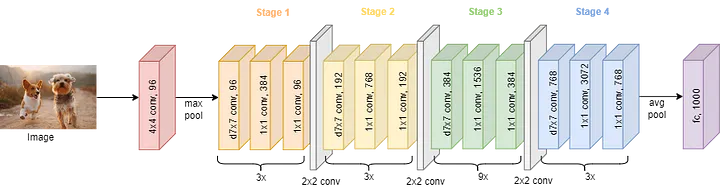 Stage 1
Stage 2
Stage 3
Stage 4
Image
4x4 conv, 96
max
pool
d7x7 conv, 96
1x1 conv, 384
1x1 conv, 96
3x
2x2 conv
d7x7 conv, 192
1x1 conv, 768
1x1 conv, 192
3x
2x2 conv
d7x7 conv, 384
1x1 conv, 1536
1x1 conv, 384
9x
2x2 conv
d7x7 conv, 768
1x1 conv, 3072
1x1 conv, 768
3x
avg
pool
fc, 1000